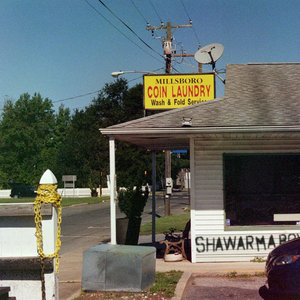 MILLSBORO
COIN LAUNDRY
Wash & Fold Service
SHAWARMA